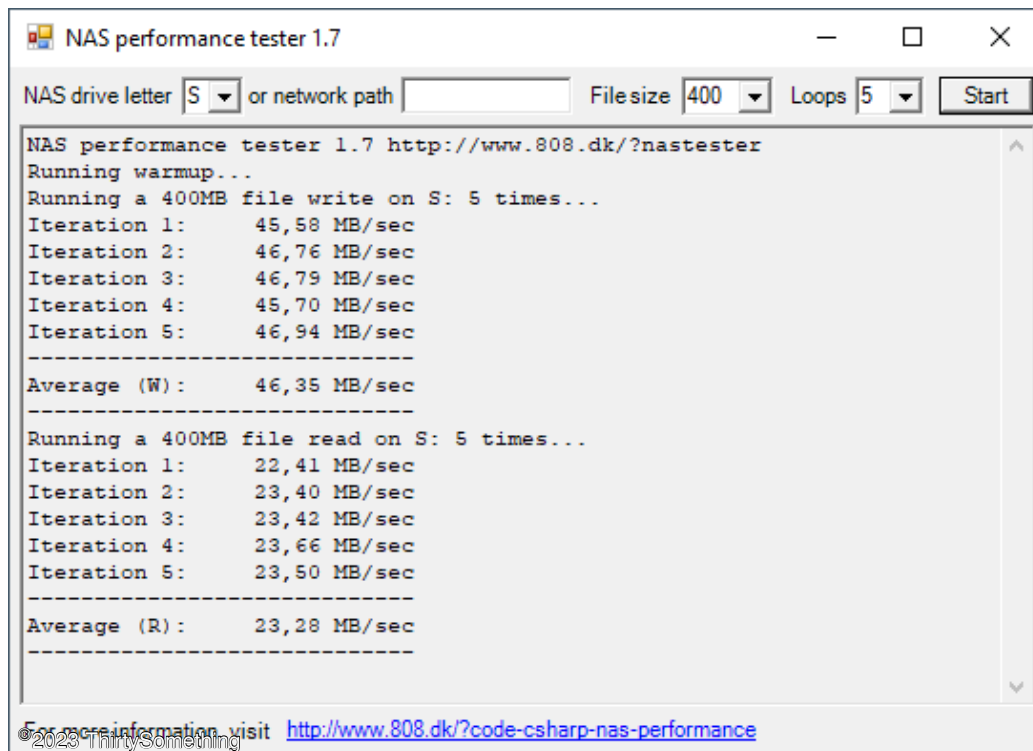 NAS performance tester 1.7
NAS drive letter S or network path File size 400 Loops 5 Start
NAS performance tester 1.7 http://www.808.dk/?nastester
Running warmup...
Running a 400MB file write on S: 5 times...
Iteration 1: 45,58 MB/sec
Iteration 2: 46,76 MB/sec
Iteration 3: 46,79 MB/sec
Iteration 4: 45,70 MB/sec
Iteration 5: 46,94 MB/sec
-----------------------------
Average (W): 46,35 MB/sec
-----------------------------
Running a 400MB file read on S: 5 times...
Iteration 1: 22,41 MB/sec
Iteration 2: 23,40 MB/sec
Iteration 3: 23,42 MB/sec
Iteration 4: 23,66 MB/sec
Iteration 5: 23,50 MB/sec
-----------------------------
Average (R): 23,28 MB/sec
-----------------------------
For more information, visit http://www.808.dk/?code-csharp-nas-performance
©2023 ThirtySomething